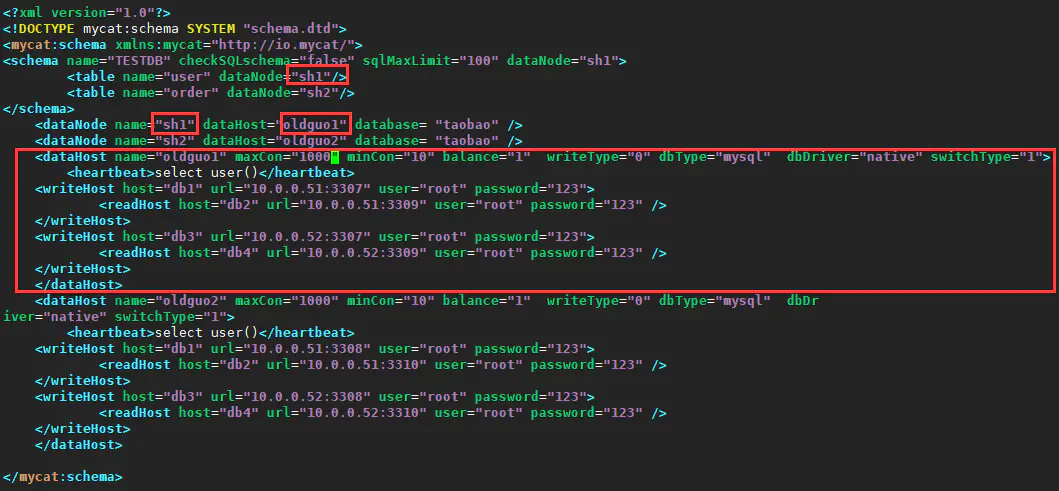 <?xml version="1.0"?>
<!DOCTYPE mycat:schema SYSTEM "schema.dtd">
<mycat:schema xmlns:mycat="http://io.mycat/">
<schema name="TESTDB" checkSQLschema="false" sqlMaxLimit="100" dataNode="sh1">
        <table name="user" dataNode="sh1"/>
        <table name="order" dataNode="sh2"/>
</schema>
    <dataNode name="sh1" dataHost="oldguo1" database= "taobao" />
    <dataNode name="sh2" dataHost="oldguo2" database= "taobao" />
    <dataHost name="oldguo1" maxCon="1000" minCon="10" balance="1"  writeType="0" dbType="mysql"  dbDriver="native" switchType="1">
        <heartbeat>select user()</heartbeat>
    <writeHost host="db1" url="10.0.0.51:3307" user="root" password="123">
            <readHost host="db2" url="10.0.0.51:3309" user="root" password="123" />
    </writeHost>
    <writeHost host="db3" url="10.0.0.52:3307" user="root" password="123">
            <readHost host="db4" url="10.0.0.52:3309" user="root" password="123" />
    </writeHost>
    </dataHost>
    <dataHost name="oldguo2" maxCon="1000" minCon="10" balance="1"  writeType="0" dbType="mysql"  dbDr
iver="native" switchType="1">
        <heartbeat>select user()</heartbeat>
    <writeHost host="db1" url="10.0.0.51:3308" user="root" password="123">
            <readHost host="db2" url="10.0.0.51:3310" user="root" password="123" />
    </writeHost>
    <writeHost host="db3" url="10.0.0.52:3308" user="root" password="123">
            <readHost host="db4" url="10.0.0.52:3310" user="root" password="123" />
    </writeHost>
    </dataHost>
</mycat:schema>